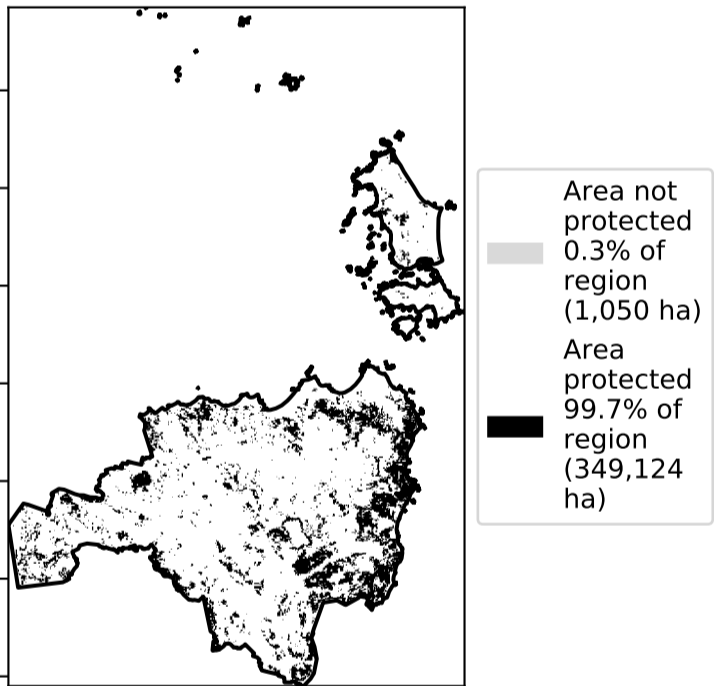 Area not
protected
0.3% of
region
(1,050 ha)
Area
protected
99.7% of
region
(349,124
ha)